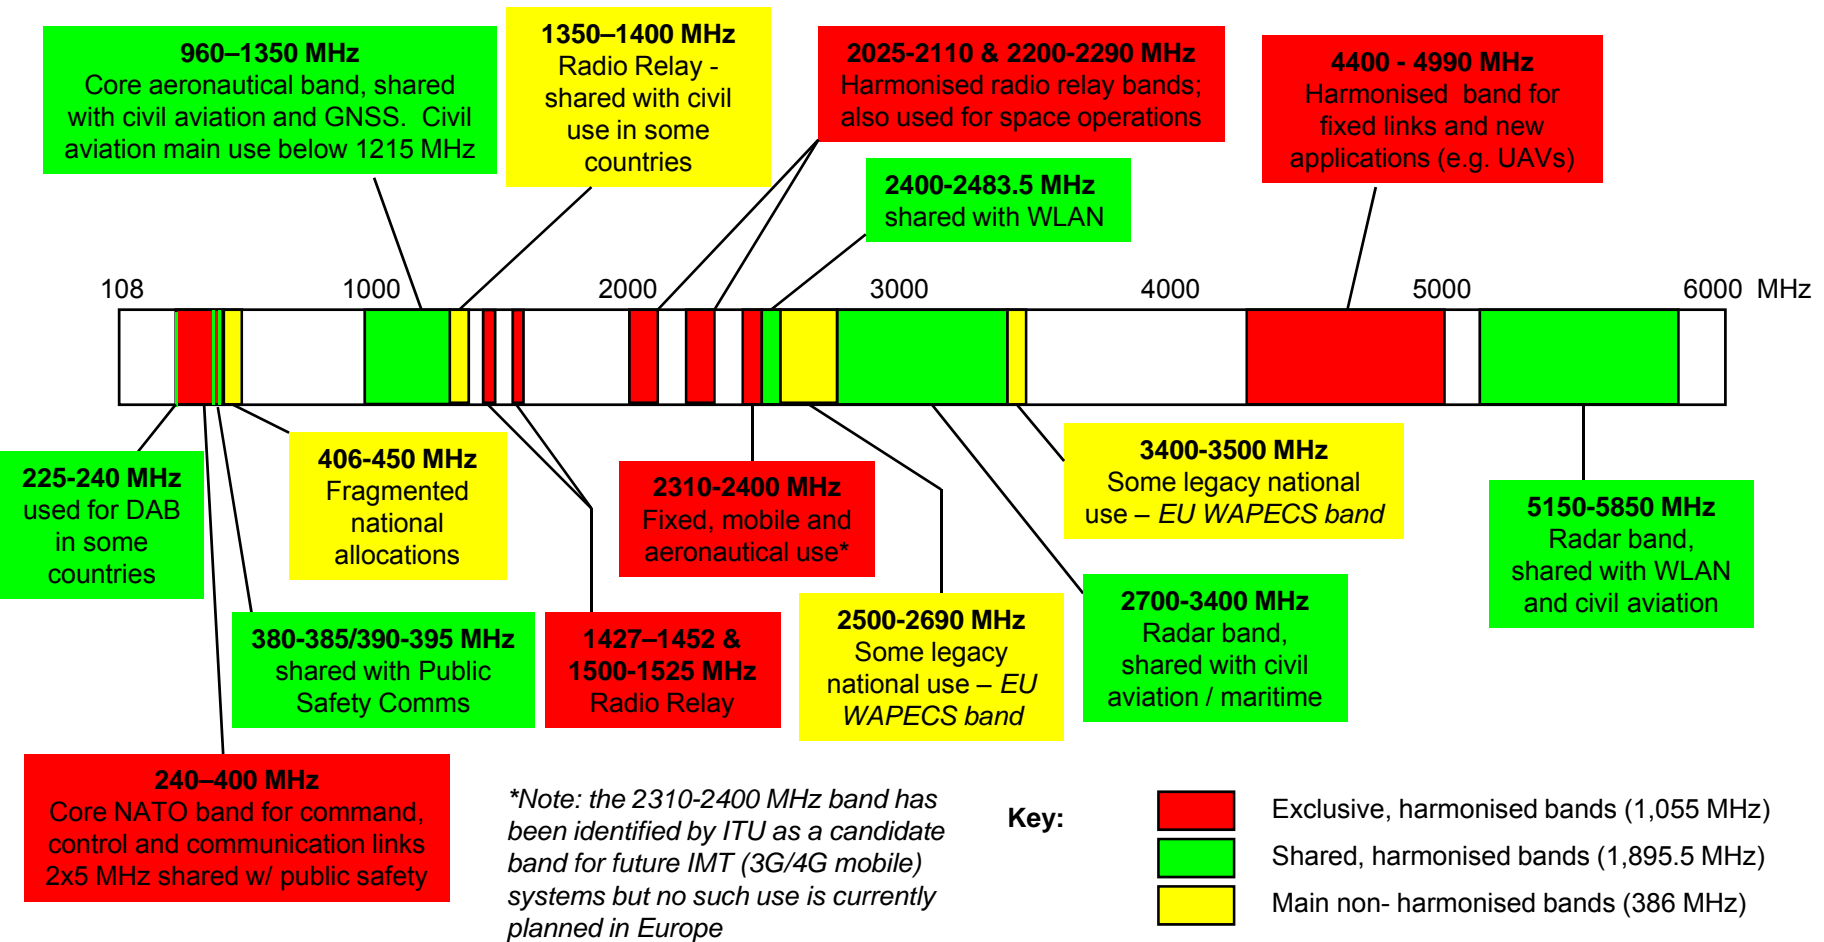 960–1350 MHz
Core aeronautical band, shared
with civil aviation and GNSS.  Civil
aviation main use below 1215 MHz
1350–1400 MHz
Radio Relay -
shared with civil
use in some
countries
2025-2110 & 2200-2290 MHz
Harmonised radio relay bands;
also used for space operations
2400-2483.5 MHz
shared with WLAN
4400 - 4990 MHz
Harmonised  band for
fixed links and new
applications (e.g. UAVs)
108 1000 2000 3000 4000 5000 6000 MHz
225-240 MHz
used for DAB
in some
countries
406-450 MHz
Fragmented
national
allocations
2310-2400 MHz
Fixed, mobile and
aeronautical use*
3400-3500 MHz
Some legacy national
use – EU WAPECS band
5150-5850 MHz
Radar band,
shared with WLAN
and civil aviation
380-385/390-395 MHz
shared with Public
Safety Comms
1427–1452 &
1500-1525 MHz
Radio Relay
2500-2690 MHz
Some legacy
national use – EU
WAPECS band
2700-3400 MHz
Radar band,
shared with civil
aviation / maritime
240–400 MHz
Core NATO band for command,
control and communication links
2x5 MHz shared w/ public safety
*Note: the 2310-2400 MHz band has
been identified by ITU as a candidate
band for future IMT (3G/4G mobile)
systems but no such use is currently
planned in Europe
Key:
Exclusive, harmonised bands (1,055 MHz)
Shared, harmonised bands (1,895.5 MHz)
Main non- harmonised bands (386 MHz)